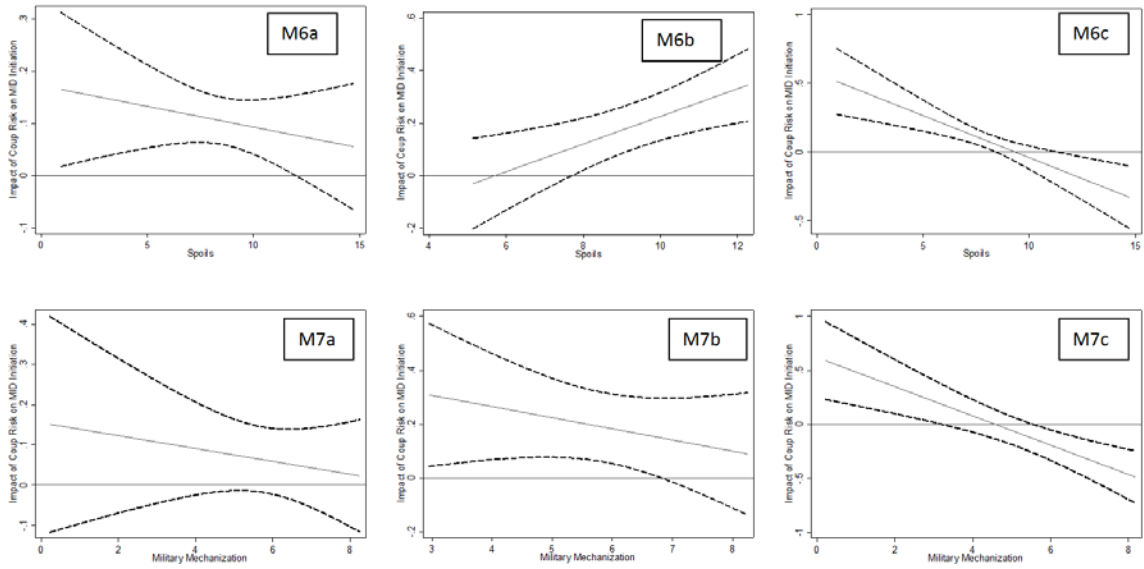 M6a
Impact of Coup Risk on MID Initiation
.3
.2
.1
0
-.1
0 5 10 15
Spoils
M6b
Impact of Coup Risk on MID Initiation
.6
.4
.2
0
-.2
4 6 8 10 12
Spoils
M6c
Impact of Coup Risk on MID Initiation
1
.5
0
-.5
0 5 10 15
Spoils
M7a
Impact of Coup Risk on MID Initiation
.4
.3
.2
.1
0
-.1
0 2 4 6 8
Military Mechanization
M7b
Impact of Coup Risk on MID Initiation
.6
.4
.2
0
-.2
3 4 5 6 7 8
Military Mechanization
M7c
Impact of Coup Risk on MID Initiation
1
.5
0
-.5
-1
0 2 4 6 8
Military Mechanization